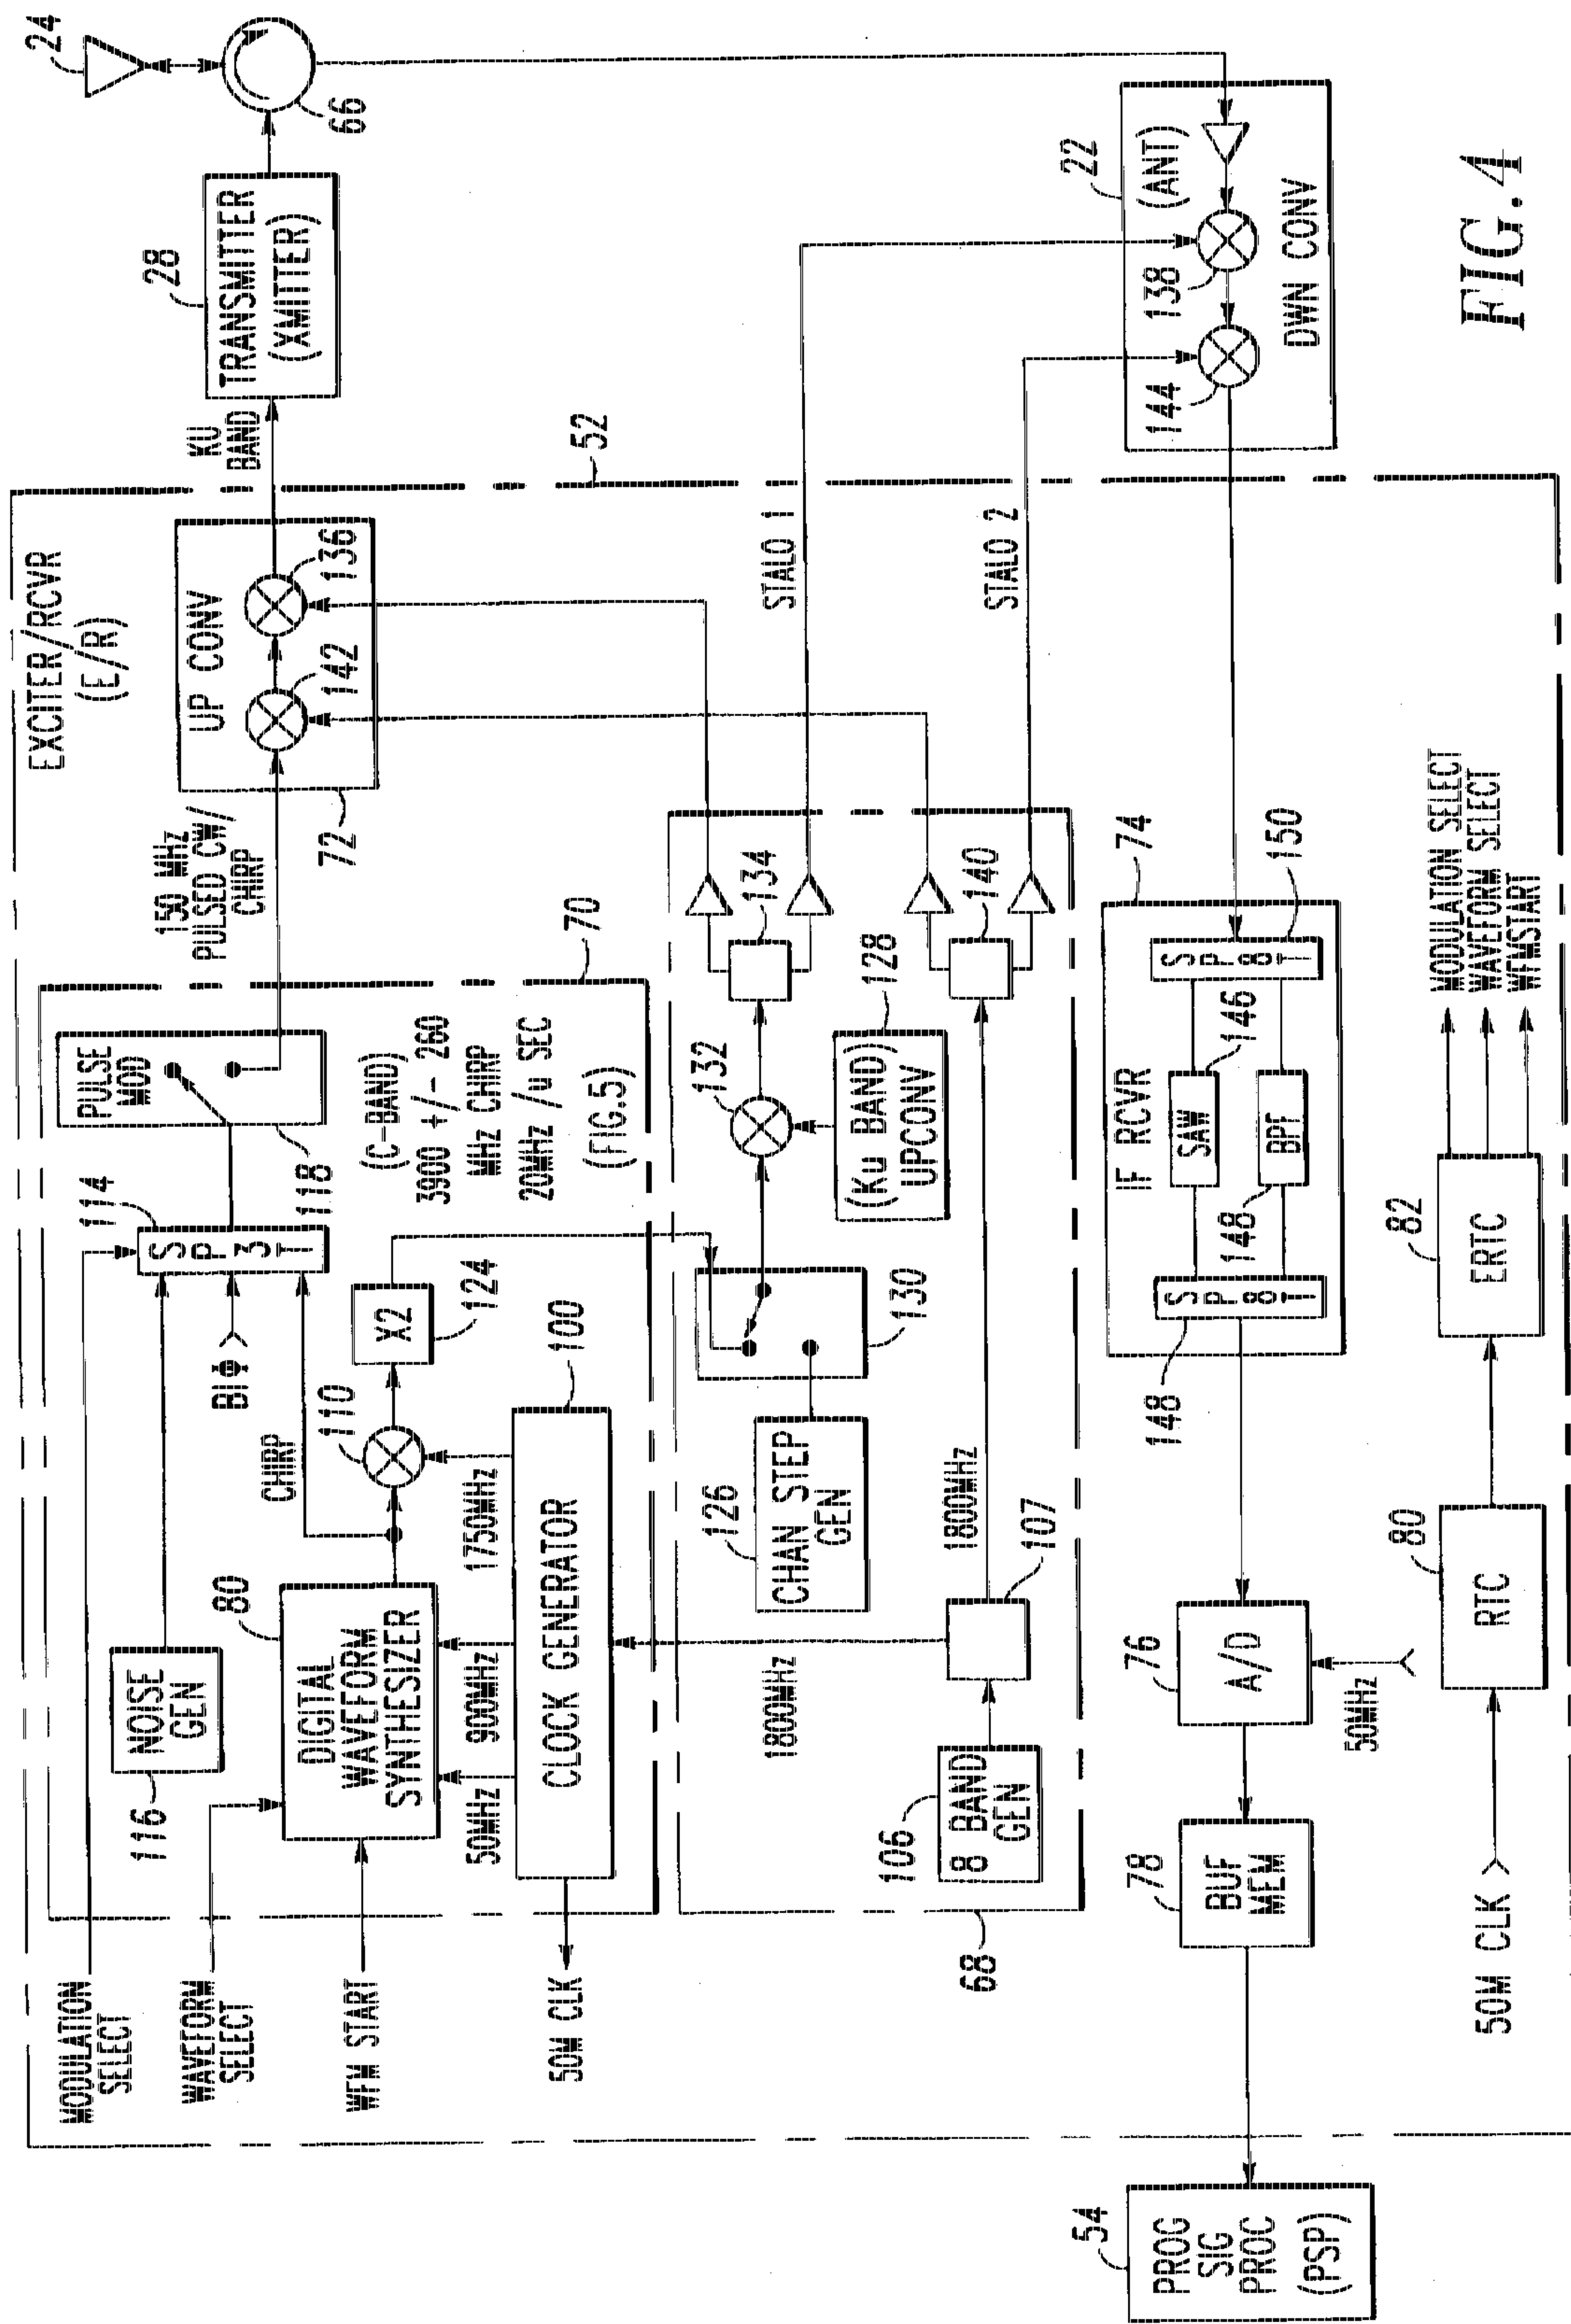 24
66
28
TRANSMITTER
(XMITTER)
KU
BAND
EXCITER/RCVR
(E/R)
52
UP CONV
136
142
72
150 MHz
PULSED CW/
CHIRP
70
PULSE
MOD
118
114
S P 3 T
(C-BAND)
3900 +/- 260
MHz CHIRP
20MHz /u SEC
(FIG.5)
BIΦ
CHIRP
X2
124
110
100
CLOCK GENERATOR
1750MHz
900MHz
50MHz
80
DIGITAL
WAVEFORM
SYNTHESIZER
NOISE
GEN
116
MODULATION
SELECT
WAVEFORM
SELECT
WFM START
50M CLK
STALO 1
STALO 2
134
140
132
128
(Ku BAND)
UPCONV
130
126
CHAN STEP
GEN
1800MHz
107
1800MHz
106
8 BAND
GEN
68
22
(ANT)
138
144
DWN CONV
74
IF RCVR
150
S P 8 T
SAW
146
BPF
148
S P 8 T
148
76
A/D
50MHz
78
BUF
MEM
54
PROG
SIG
PROC
(PSP)
MODULATION SELECT
WAVEFORM SELECT
WFMSTART
82
ERTC
80
RTC
50M CLK
FIG.4